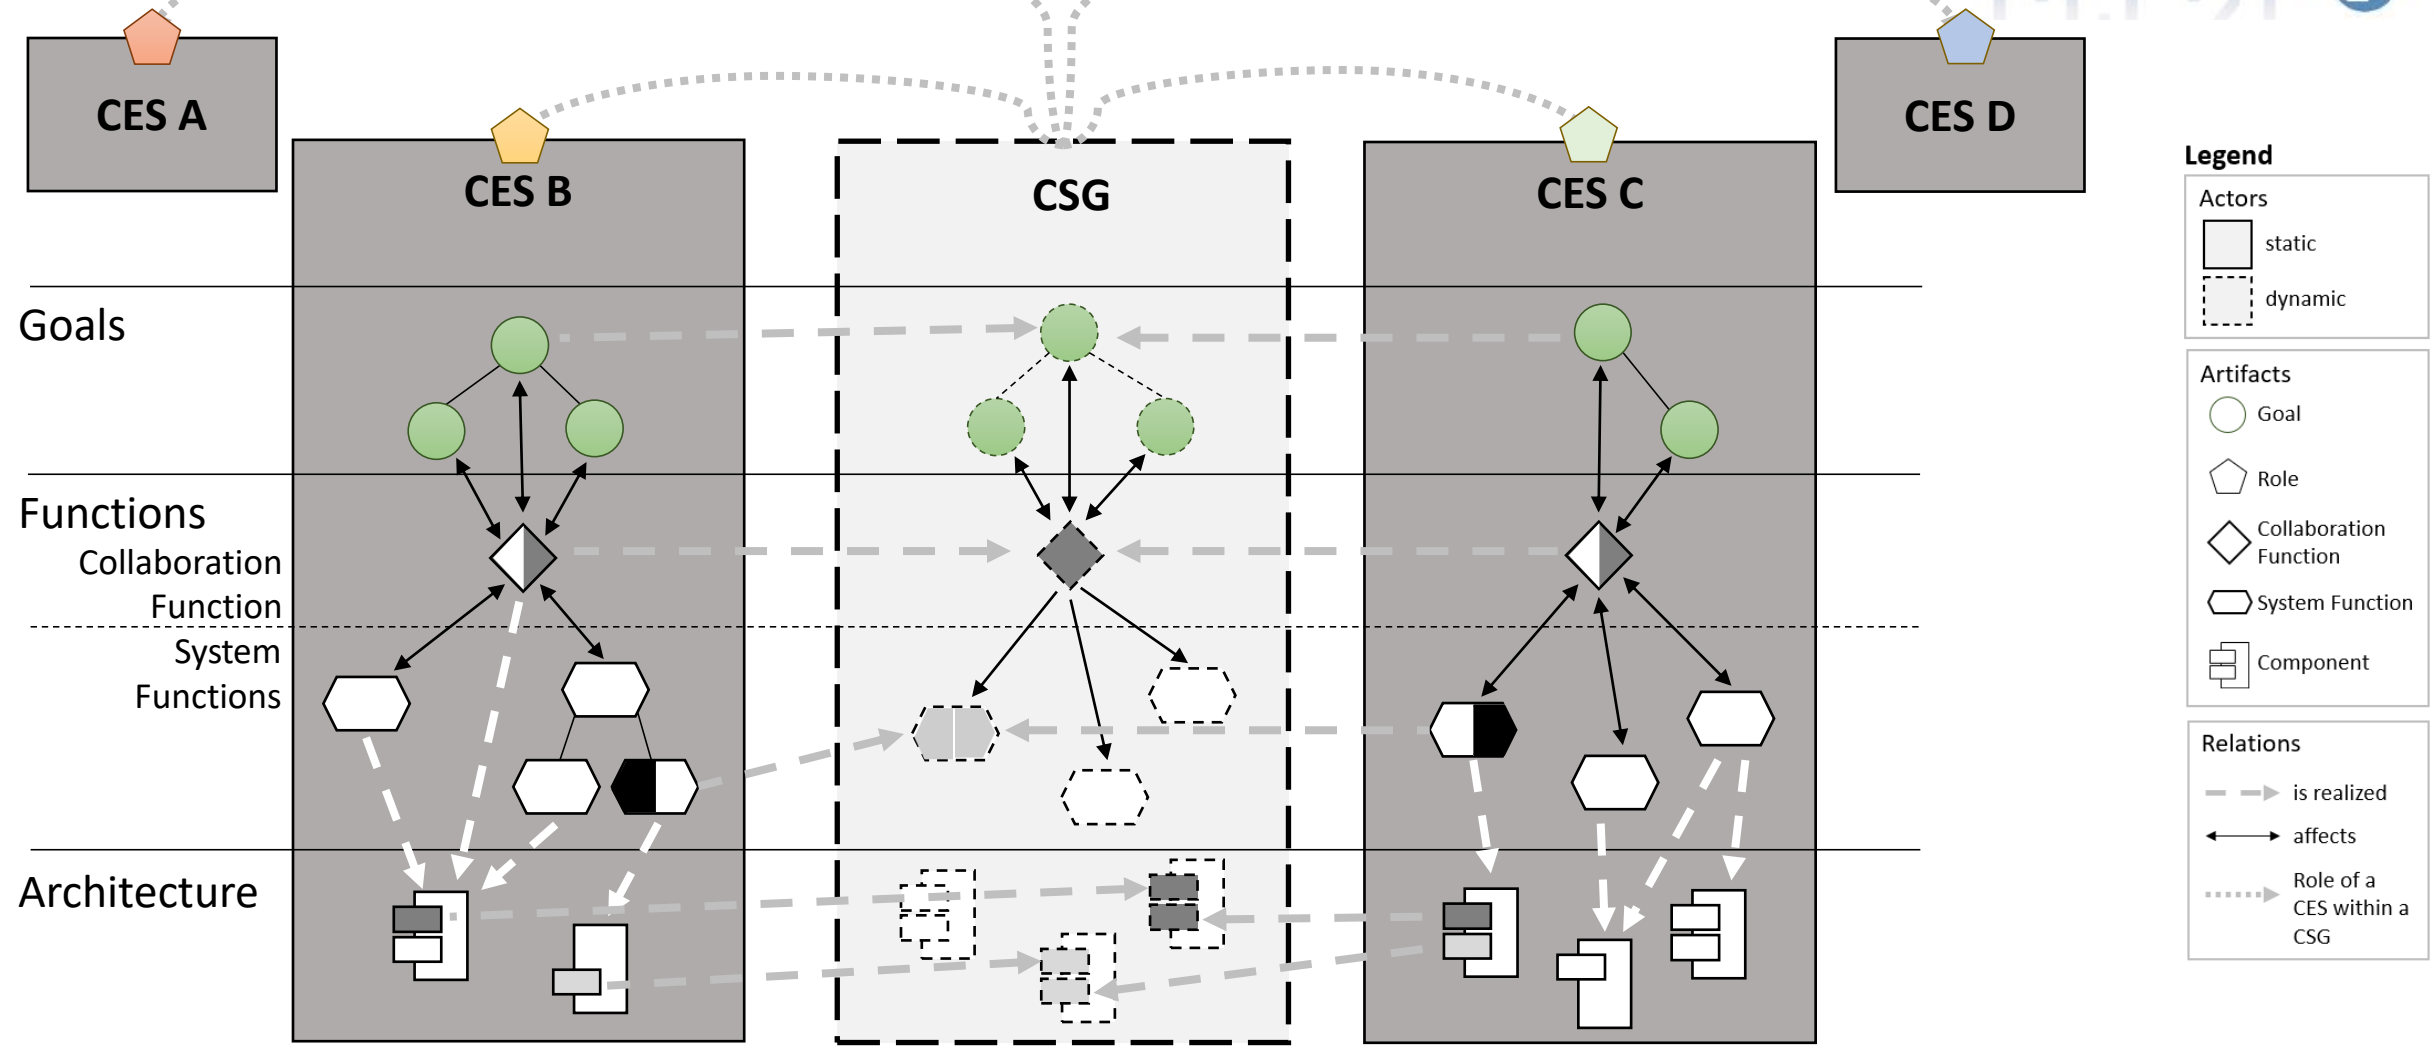 CES A
CES B
CSG
CES C
CES D
Goals
Functions
Collaboration
Function
System
Functions
Architecture
Legend
Actors
static
dynamic
Artifacts
Goal
Role
Collaboration
Function
System Function
Component
Relations
is realized
affects
Role of a
CES within a
CSG